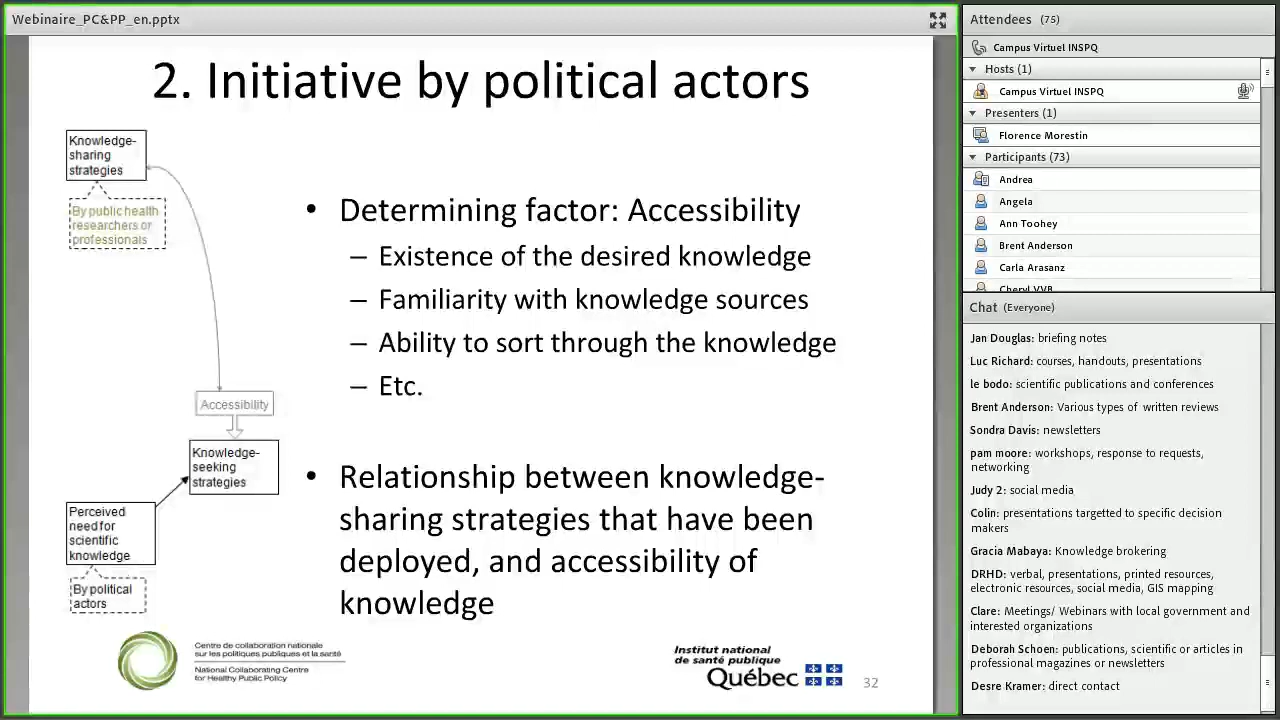 Webinaire_PC&PP_en.pptx
2. Initiative by political actors
Knowledge-
sharing
strategies
By public health
researchers or
professionals
Accessibility
Knowledge-
seeking
strategies
Perceived
need for
scientific
knowledge
By political
actors
• Determining factor: Accessibility
– Existence of the desired knowledge
– Familiarity with knowledge sources
– Ability to sort through the knowledge
– Etc.
• Relationship between knowledge-
sharing strategies that have been
deployed, and accessibility of
knowledge
Centre de collaboration nationale
sur les politiques publiques et la santé
National Collaborating Centre
for Healthy Public Policy
Institut national
de santé publique
Québec
32
Attendees (75)
Campus Virtuel INSPQ
Hosts (1)
Campus Virtuel INSPQ
Presenters (1)
Florence Morestin
Participants (73)
Andrea
Angela
Ann Toohey
Brent Anderson
Carla Arasanz
Cheryl VVB
Chat (Everyone)
Jan Douglas: briefing notes
Luc Richard: courses, handouts, presentations
le bodo: scientific publications and conferences
Brent Anderson: Various types of written reviews
Sondra Davis: newsletters
pam moore: workshops, response to requests,
networking
Judy 2: social media
Colin: presentations targetted to specific decision
makers
Gracia Mabaya: Knowledge brokering
DRHD: verbal, presentations, printed resources,
electronic resources, social media, GIS mapping
Clare: Meetings/ Webinars with local government and
interested organizations
Deborah Schoen: publications, scientific or articles in
professional magazines or newsletters
Desre Kramer: direct contact